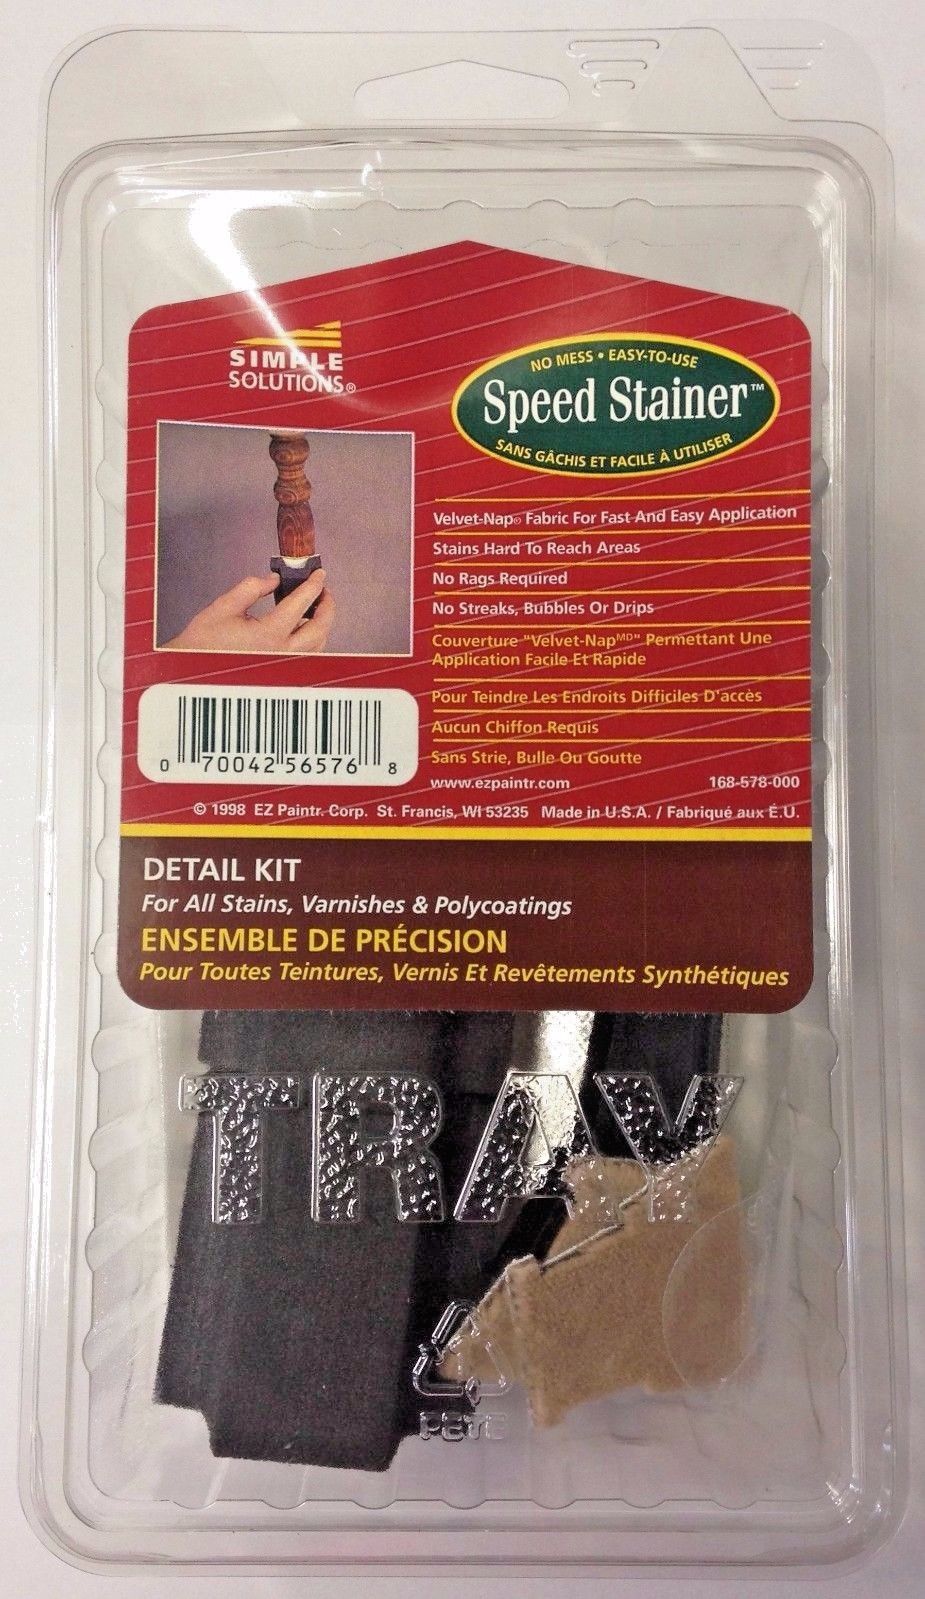 SIMPLE
SOLUTIONS®
NO MESS • EASY-TO-USE
Speed Stainer™
SANS GÂCHIS ET FACILE À UTILISER
Velvet-Nap® Fabric For Fast And Easy Application
Stains Hard To Reach Areas
No Rags Required
No Streaks, Bubbles Or Drips
Couverture "Velvet-Napᴹᴰ" Permettant Une
Application Facile Et Rapide
Pour Teindre Les Endroits Difficiles D'accès
Aucun Chiffon Requis
Sans Strie, Bulle Ou Goutte
0 70042 56576 8
www.ezpaintr.com 168-578-000
© 1998 EZ Paintr. Corp. St. Francis, WI 53235 Made in U.S.A. / Fabriqué aux É.U.
DETAIL KIT
For All Stains, Varnishes & Polycoatings
ENSEMBLE DE PRÉCISION
Pour Toutes Teintures, Vernis Et Revêtements Synthétiques
TRAY
PETE